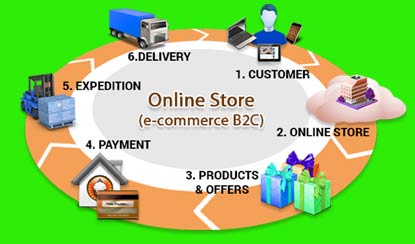 Online Store
(e-commerce B2C)
1. CUSTOMER
2. ONLINE STORE
3. PRODUCTS
& OFFERS
4. PAYMENT
5. EXPEDITION
6.DELIVERY